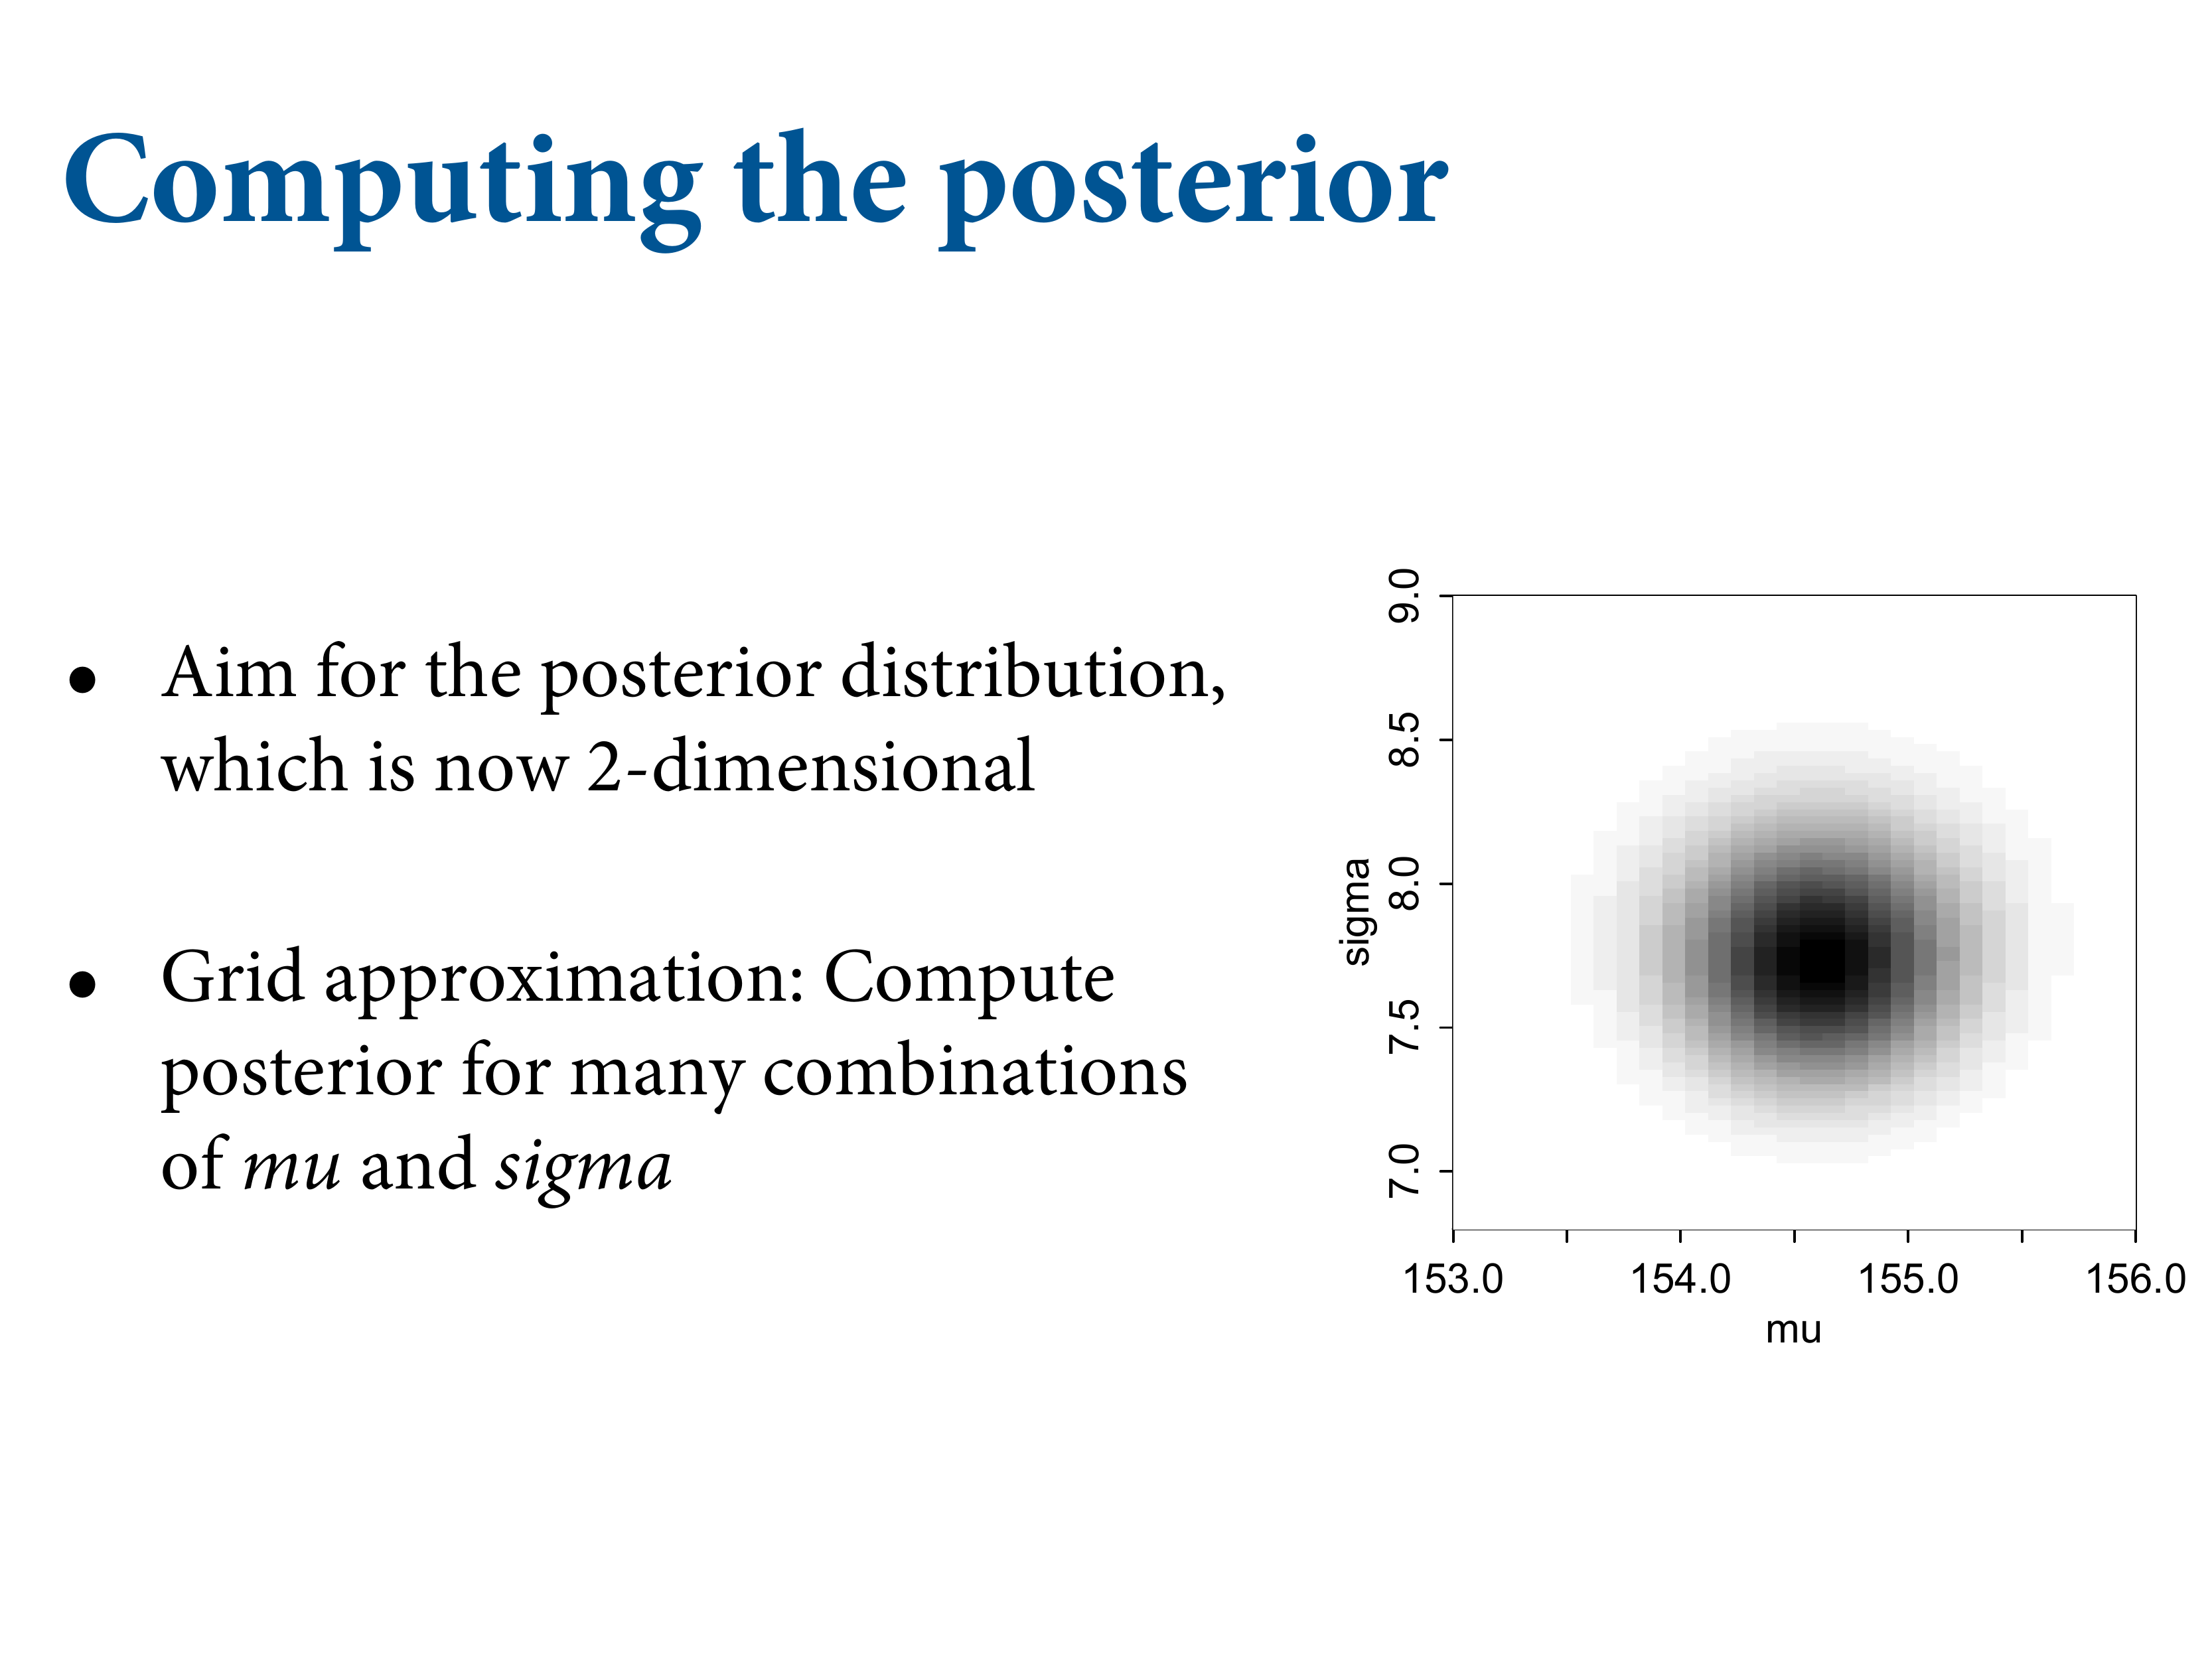 Computing the posterior
• Aim for the posterior distribution,
which is now 2-dimensional
• Grid approximation: Compute
posterior for many combinations
of mu and sigma
9.0
8.5
8.0
7.5
7.0
sigma
153.0 154.0 155.0 156.0
mu